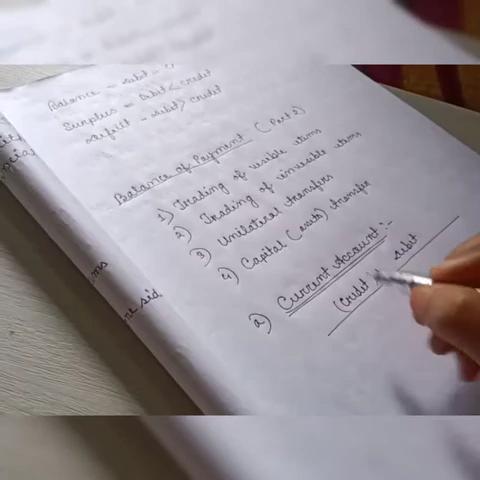 Balance - debit =
Surplus = debit < credit
deficit - debit > credit
Balance of Payment (Part 2)
1) Trading of visible items
2) Trading of invisible items
3) Unilateral transfers
4) Capital (assets) transfer
a) Current Account :-
(credit debit